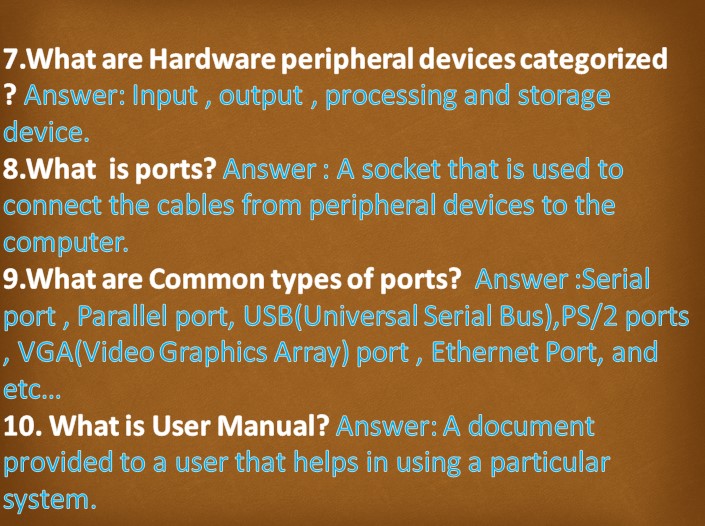 7.What are Hardware peripheral devices categorized
? Answer: Input , output , processing and storage
device.
8.What  is ports? Answer : A socket that is used to
connect the cables from peripheral devices to the
computer.
9.What are Common types of ports?  Answer :Serial
port , Parallel port, USB(Universal Serial Bus),PS/2 ports
, VGA(Video Graphics Array) port , Ethernet Port, and
etc...
10. What is User Manual? Answer: A document
provided to a user that helps in using a particular
system.